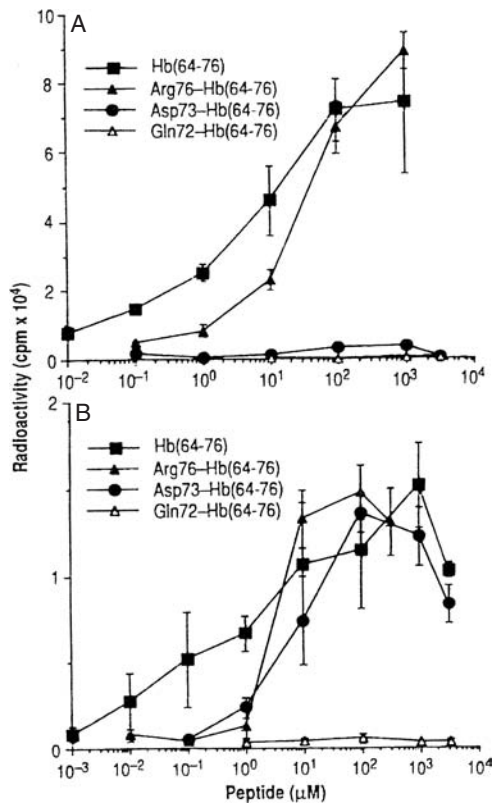 A
10
8
6
4
2
0
Hb(64-76)
Arg76–Hb(64-76)
Asp73–Hb(64-76)
Gln72–Hb(64-76)
10⁻² 10⁻¹ 10⁰ 10¹ 10² 10³ 10⁴
Radioactivity (cpm x 10⁴)
B
2
1
0
Hb(64-76)
Arg76–Hb(64-76)
Asp73–Hb(64-76)
Gln72–Hb(64-76)
10⁻³ 10⁻² 10⁻¹ 10⁰ 10¹ 10² 10³ 10⁴
Peptide (μM)